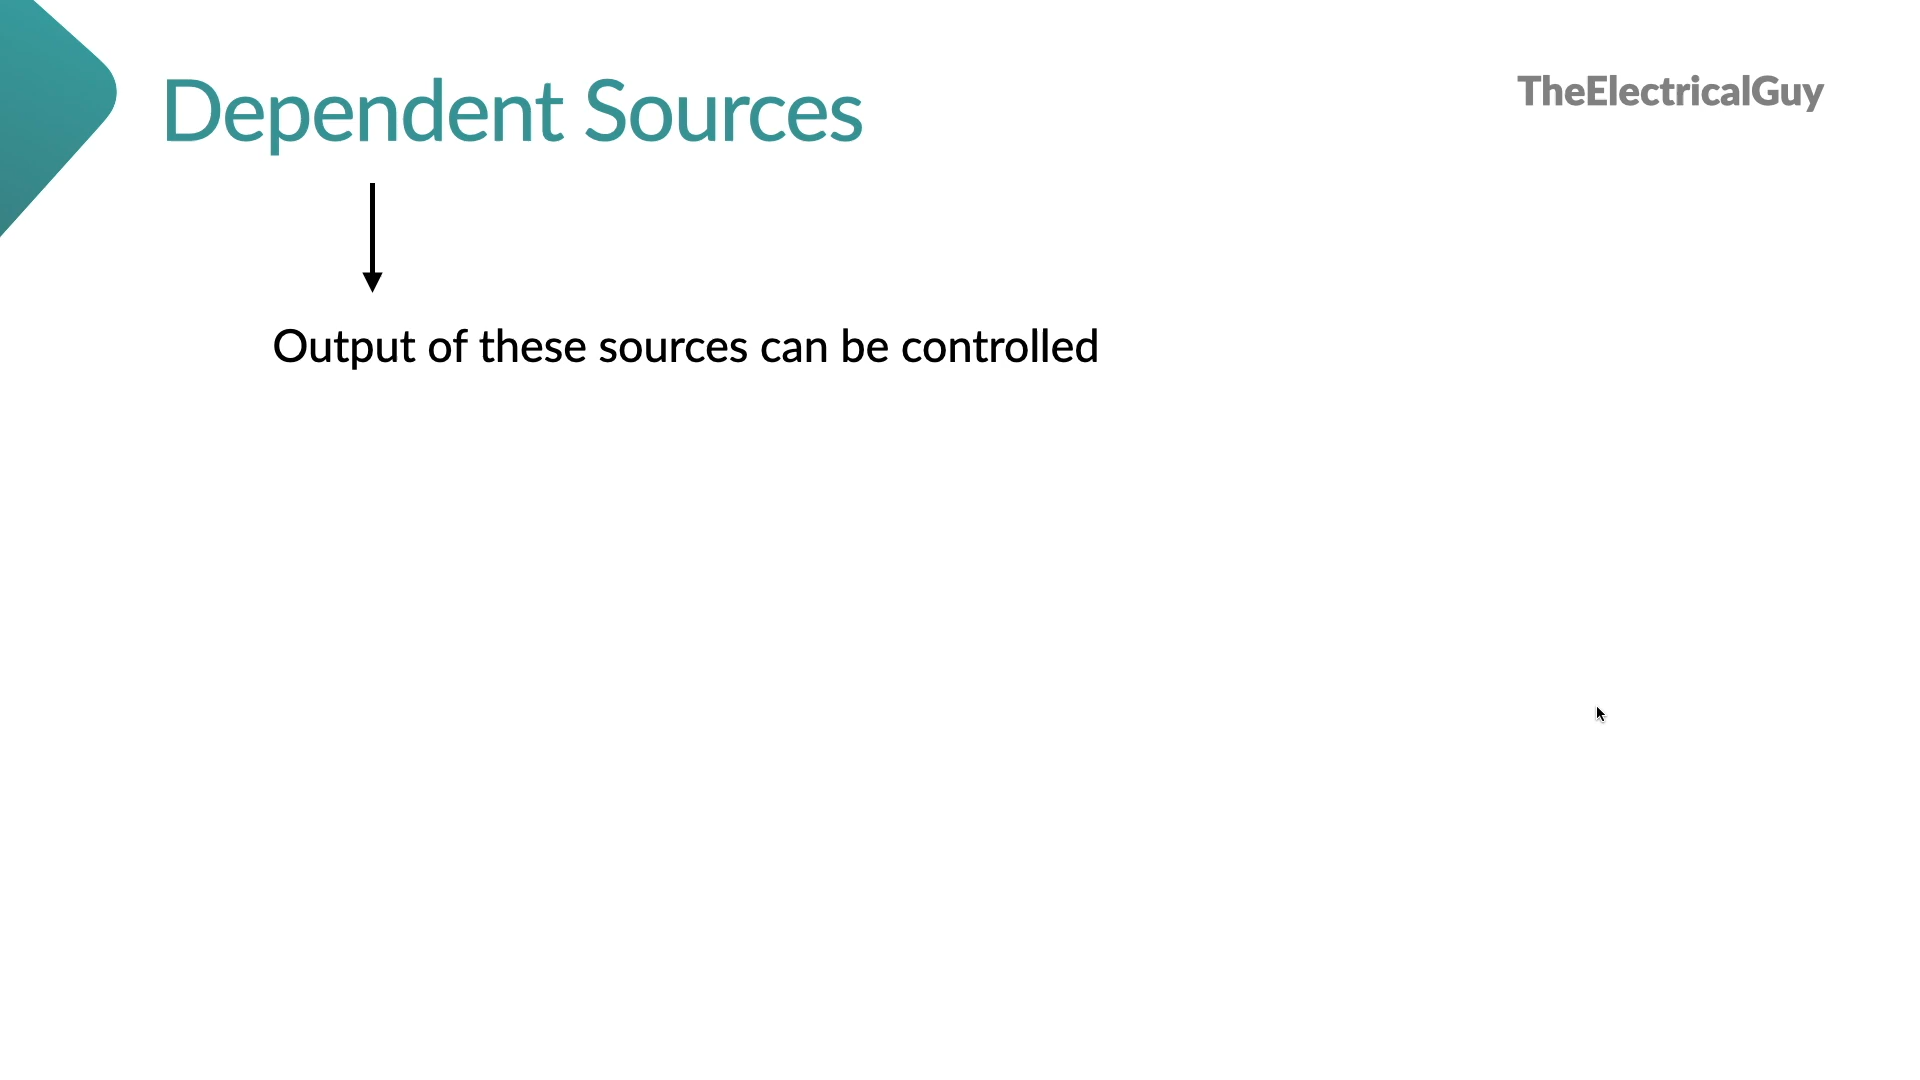 Dependent Sources
TheElectricalGuy
Output of these sources can be controlled